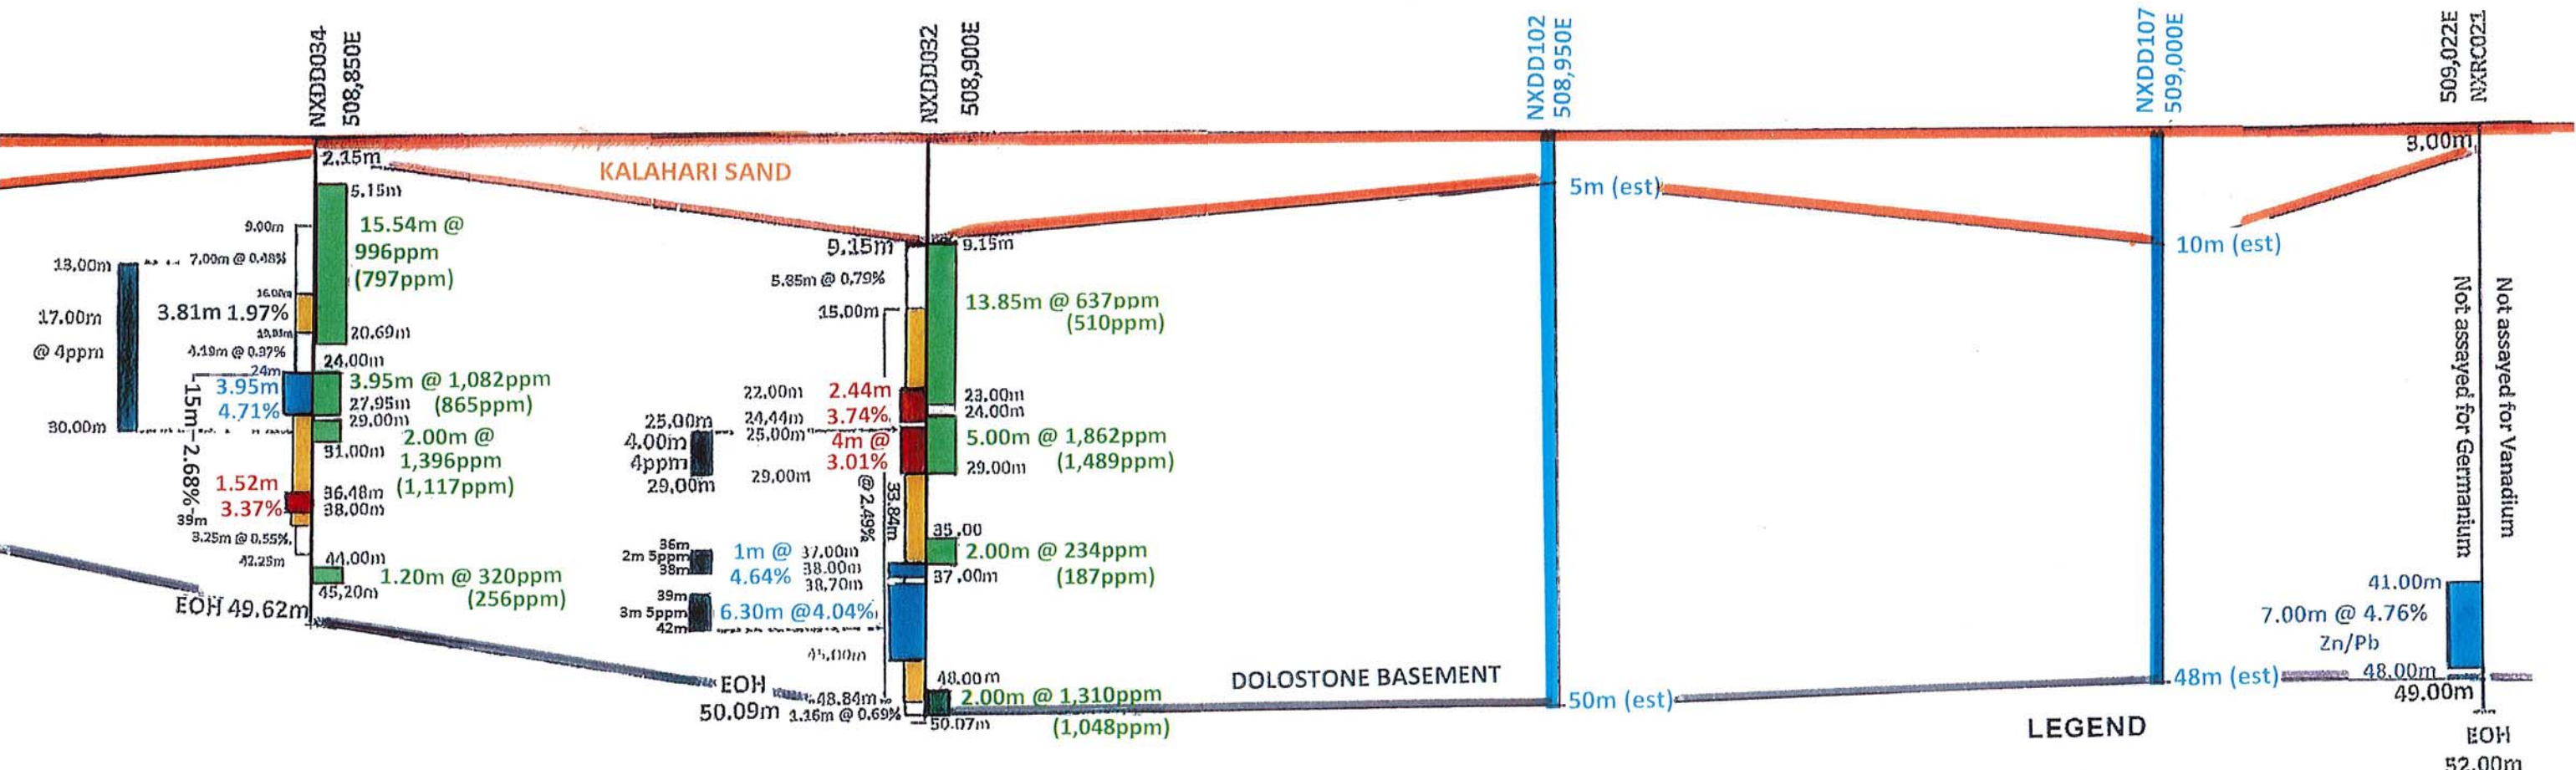 NXDD034
508,850E
NXDD032
508,900E
NXDD102
508,950E
NXDD107
509,000E
509,022E
NXRC021
2.15m
KALAHARI SAND
5.15m
9.00m
15.54m @
996ppm
(797ppm)
7.00m @ 0.48%
13,00m
3.81m 1.97%
17.00m
@ 4ppm
20.69m
4.19m @ 0.97%
24.00m
24m
3.95m
4.71%
3.95m @ 1,082ppm
(865ppm)
27,95m
29.00m
30.00m
15m-2.68%
2.00m @
1,396ppm
(1,117ppm)
31,00m
1.52m
3.37%
36,48m
38,00m
39m
3.25m @ 0.55%
42.25m
44.00m
1.20m @ 320ppm
(256ppm)
45,20m
EOH 49.62m
9.15m
9.15m
5.85m @ 0,79%
13.85m @ 637ppm
(510ppm)
15.00m
22,00m
2.44m
3.74%
24,44m
23,00m
24.00m
25,00m
25,00m
4.00m
4ppm
29,00m
4m @
3.01%
29,00m
5.00m @ 1,862ppm
(1,489ppm)
29.00m
33.84m
@ 2.49%
35,00
2.00m @ 234ppm
(187ppm)
37,00m
36m
2m 5ppm
38m
1m @
4.64%
37.00m
38.00m
38,70m
39m
3m 5ppm
42m
6.30m @4.04%
45,00m
48.00m
EOH
50.09m
48.84m
1.16m @ 0.69%
2.00m @ 1,310ppm
(1,048ppm)
50.07m
DOLOSTONE BASEMENT
5m (est)
50m (est)
10m (est)
48m (est)
3,00m
Not assayed for Germanium
Not assayed for Vanadium
41.00m
7.00m @ 4.76%
Zn/Pb
48.00m
49.00m
LEGEND
EOH
52.00m